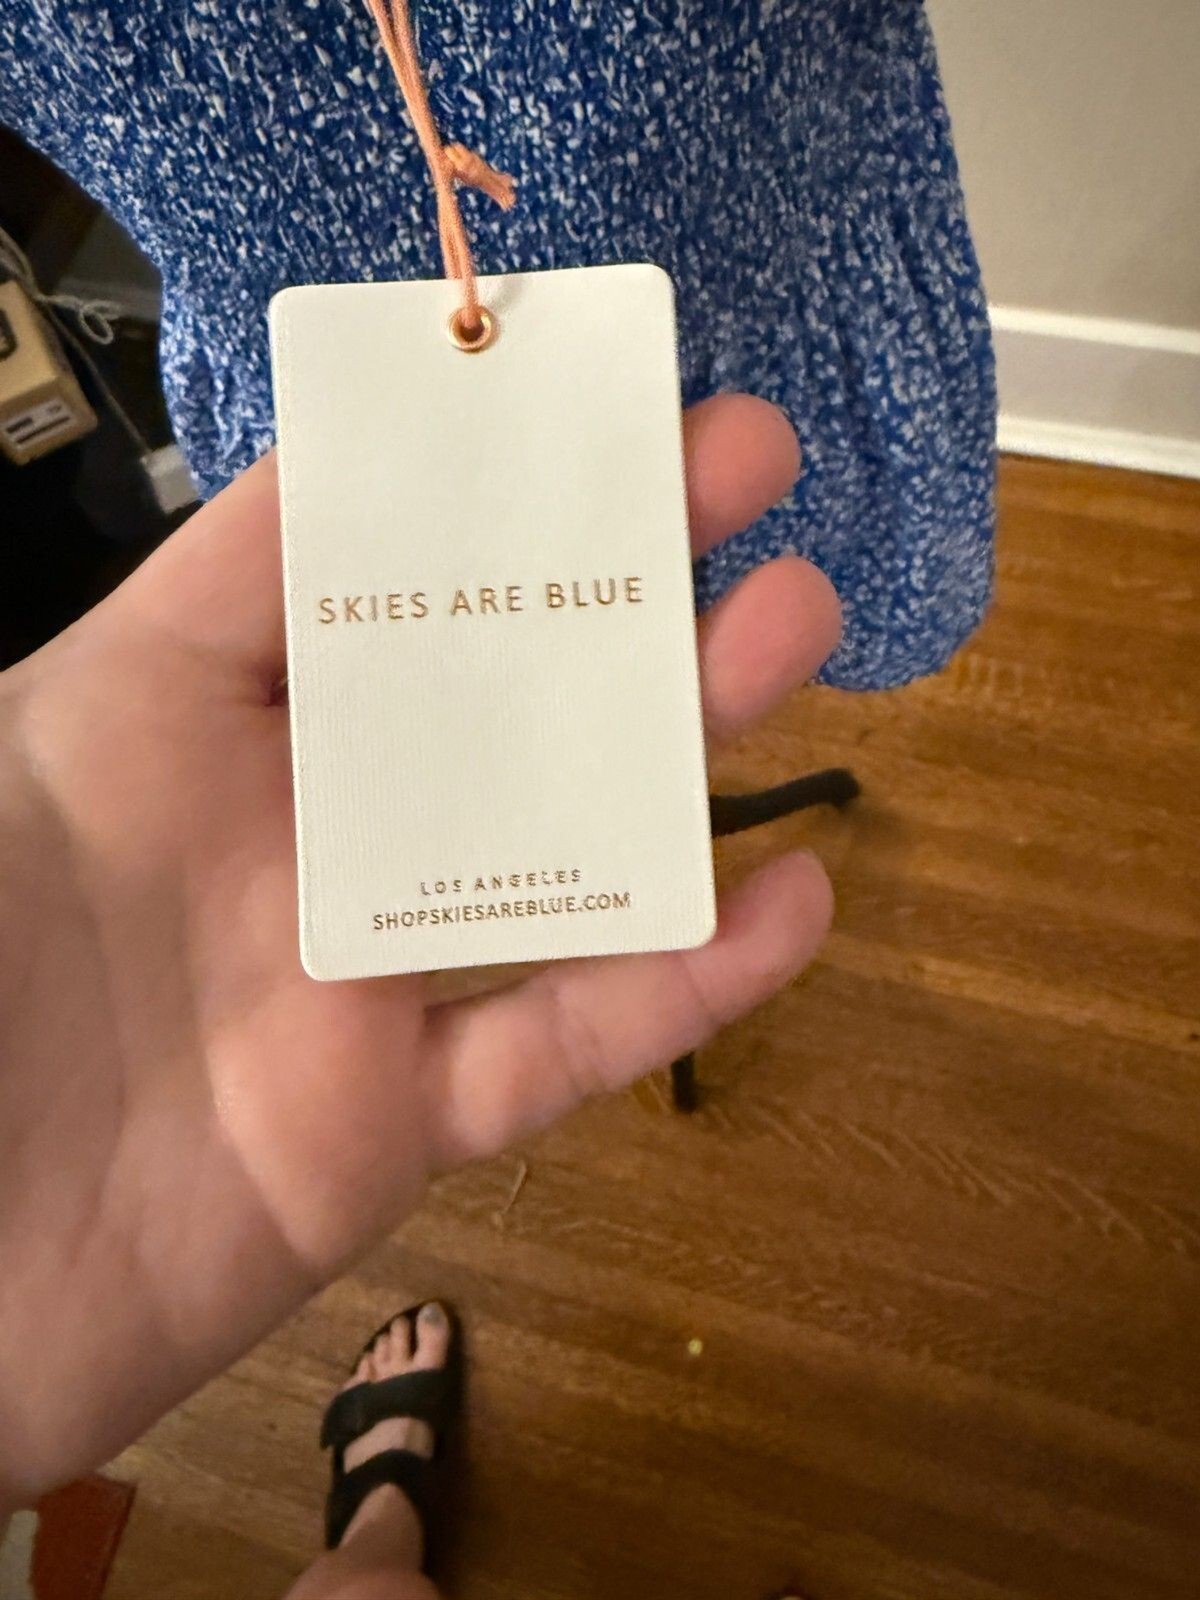 SKIES ARE BLUE
LOS ANGELES
SHOPSKIESAREBLUE.COM